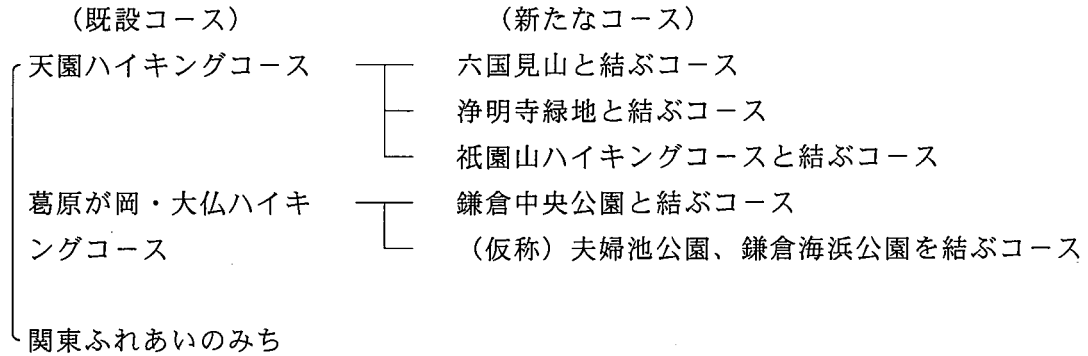 （既設コース） （新たなコース）
天園ハイキングコース 六国見山と結ぶコース
浄明寺緑地と結ぶコース
祇園山ハイキングコースと結ぶコース
葛原が岡・大仏ハイキ 鎌倉中央公園と結ぶコース
ングコース （仮称）夫婦池公園、鎌倉海浜公園を結ぶコース
関東ふれあいのみち